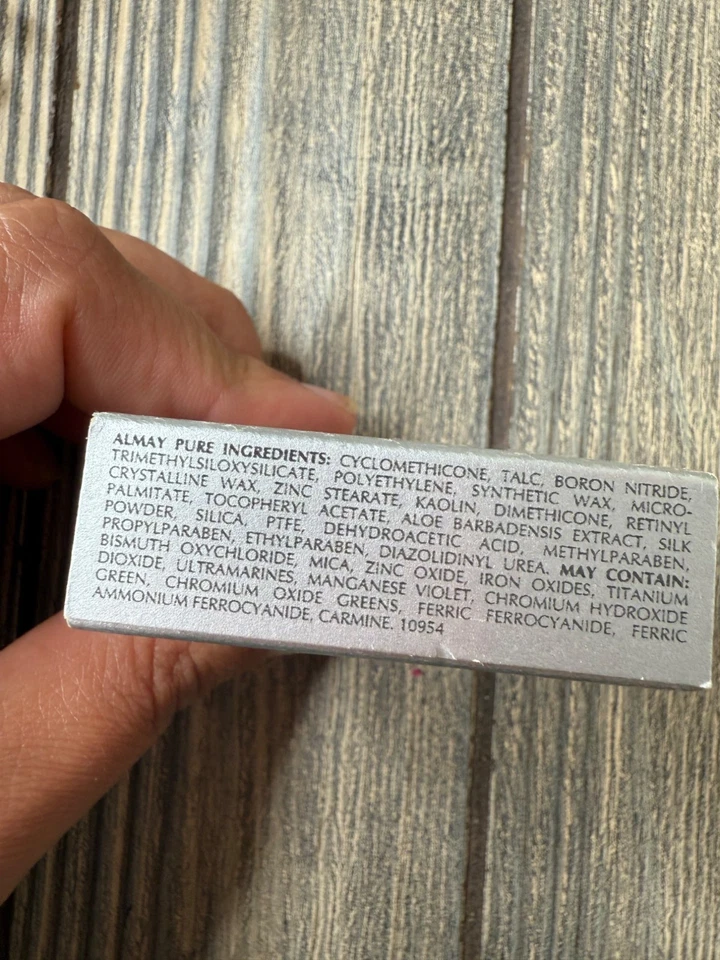 ALMAY PURE INGREDIENTS: CYCLOMETHICONE, TALC, BORON NITRIDE,
TRIMETHYLSILOXYSILICATE, POLYETHYLENE, SYNTHETIC WAX, MICRO-
CRYSTALLINE WAX, ZINC STEARATE, KAOLIN, DIMETHICONE, RETINYL
PALMITATE, TOCOPHERYL ACETATE, ALOE BARBADENSIS EXTRACT, SILK
POWDER, SILICA, PTFE, DEHYDROACETIC ACID, METHYLPARABEN,
PROPYLPARABEN, ETHYLPARABEN, DIAZOLIDINYL UREA. MAY CONTAIN:
BISMUTH OXYCHLORIDE, MICA, ZINC OXIDE, IRON OXIDES, TITANIUM
DIOXIDE, ULTRAMARINES, MANGANESE VIOLET, CHROMIUM HYDROXIDE
GREEN, CHROMIUM OXIDE GREENS, FERRIC FERROCYANIDE, FERRIC
AMMONIUM FERROCYANIDE, CARMINE. 10954